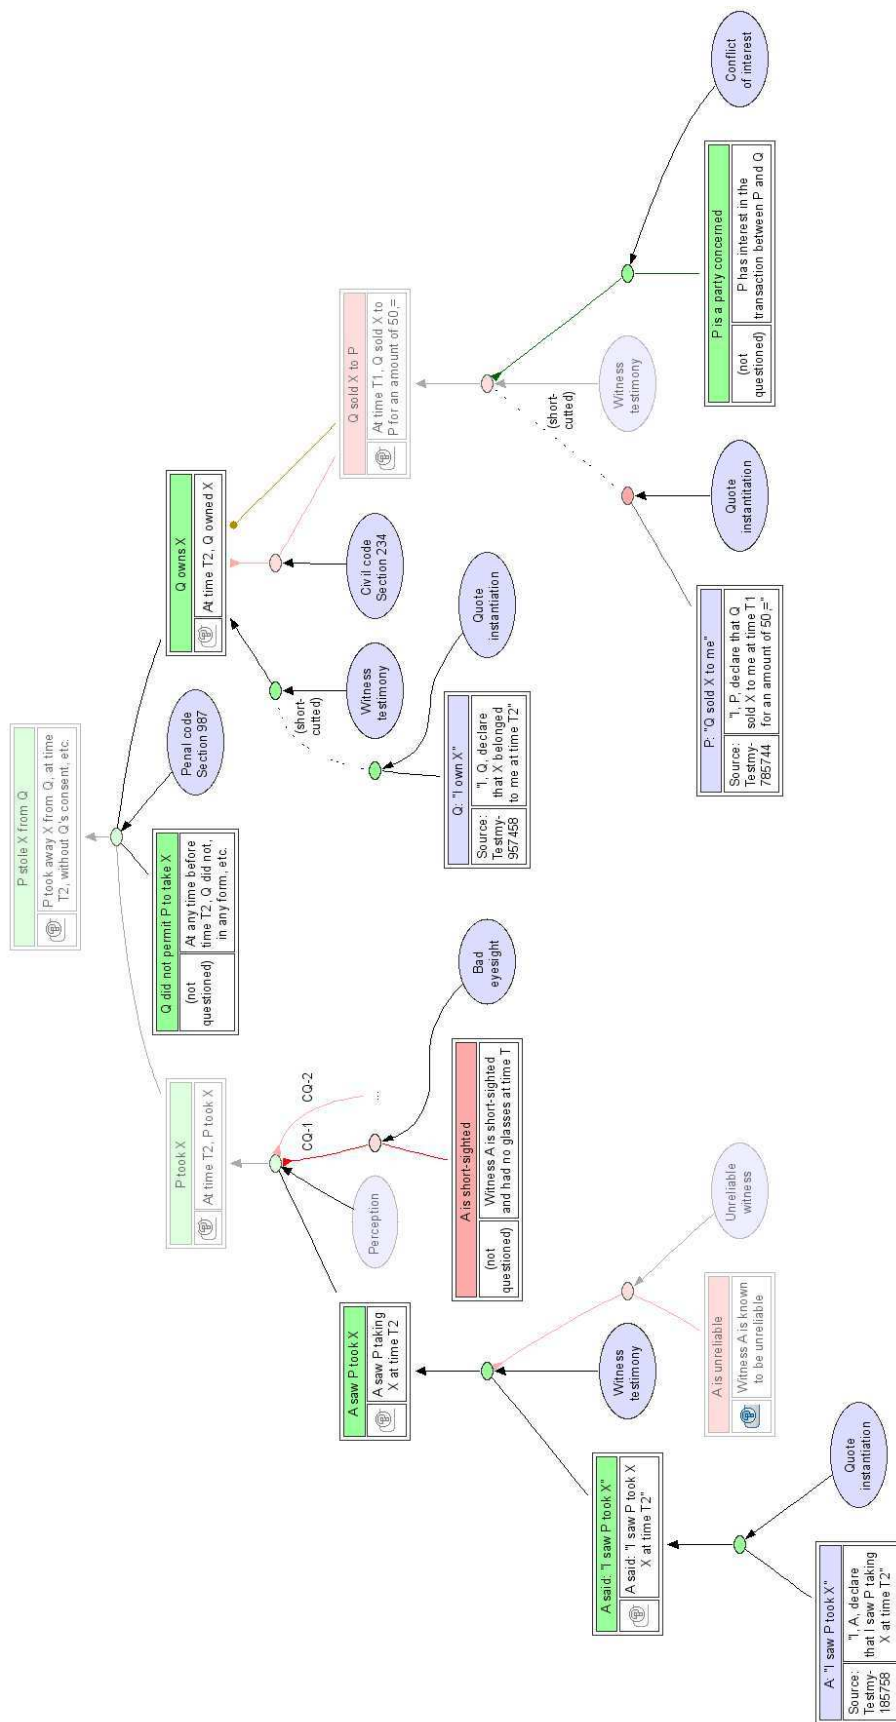 P stole X from Q
P took away X from Q, at time
T2, without Q's consent, etc.
Penal code
Section 987
P took X
At time T2, P took X
Q did not permit P to take X
(not
questioned)
At any time before
time T2, Q did not,
in any form, etc.
Q owns X
At time T2, Q owned X
CQ-1
CQ-2
...
Perception
Witness
testimony
(short-
cutted)
Civil code
Section 234
A saw P took X
A saw P taking
X at time T2
A is short-sighted
(not
questioned)
Witness A is short-sighted
and had no glasses at time T
Bad
eyesight
Q: "I own X"
Source:
Testmy-
957458
"I, Q, declare
that X belonged
to me at time T2"
Quote
instantiation
Q sold X to P
At time T1, Q sold X to
P for an amount of 50,=
A said: "I saw P took X"
A said: "I saw P took X
X at time T2"
Witness
testimony
A is unreliable
Witness A is known
to be unreliable
Unreliable
witness
(short-
cutted)
Witness
testimony
P: "Q sold X to me"
Source:
Testmy-
785744
"I, P, declare that Q
sold X to me at time T1
for an amount of 50,="
Quote
instantitation
P is a party concerned
(not
questioned)
P has interest in the
transaction between P and Q
Conflict
of interest
A: "I saw P took X"
Source:
Testmy-
185758
"I, A, declare
that I saw P taking
X at time T2"
Quote
instantiation